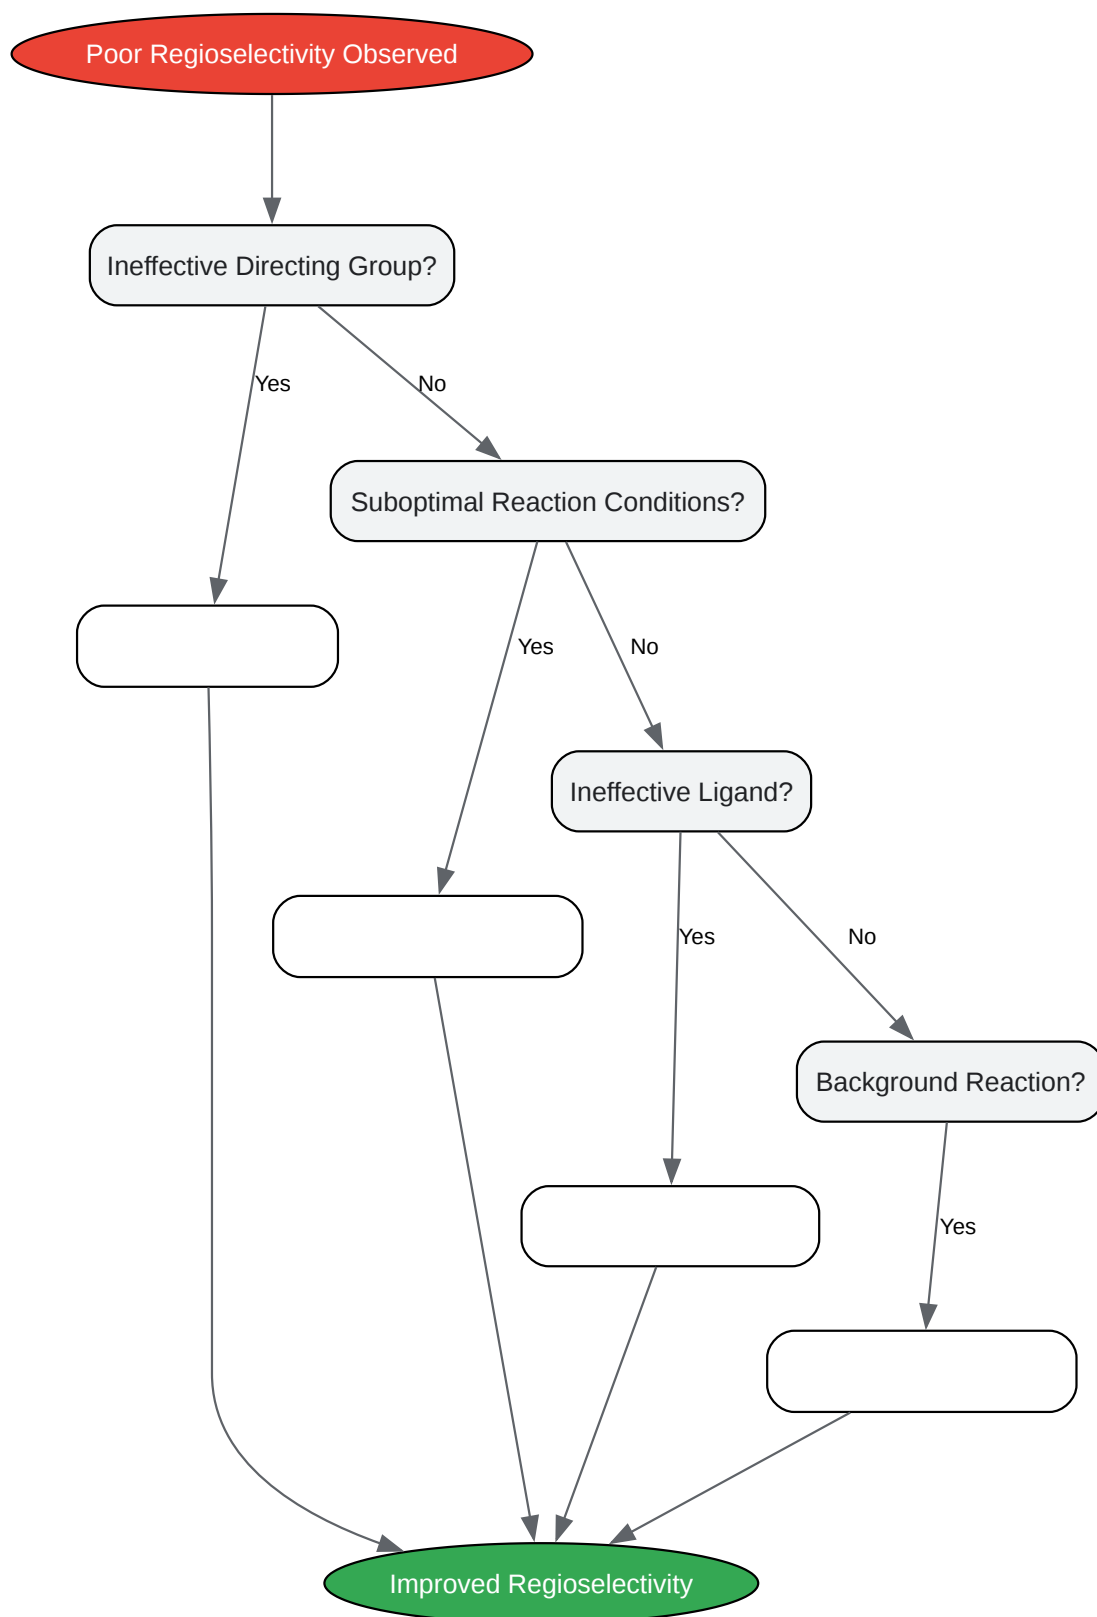 Poor Regioselectivity Observed
Ineffective Directing Group?
Yes
No
Suboptimal Reaction Conditions?
Yes
No
Ineffective Ligand?
Yes
No
Background Reaction?
Yes
Improved Regioselectivity